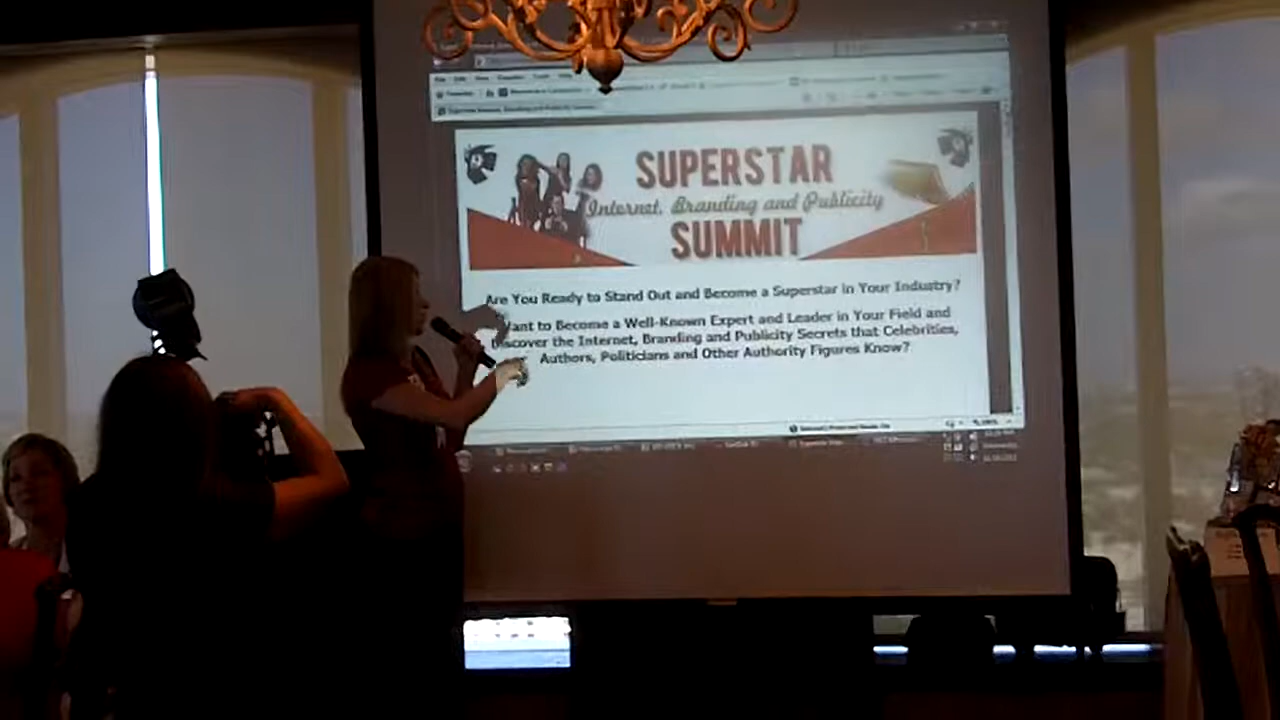 SUPERSTAR
Internet, Branding and Publicity
SUMMIT
Are You Ready to Stand Out and Become a Superstar in Your Industry?
Want to Become a Well-Known Expert and Leader in Your Field and
Discover the Internet, Branding and Publicity Secrets that Celebrities,
Authors, Politicians and Other Authority Figures Know?